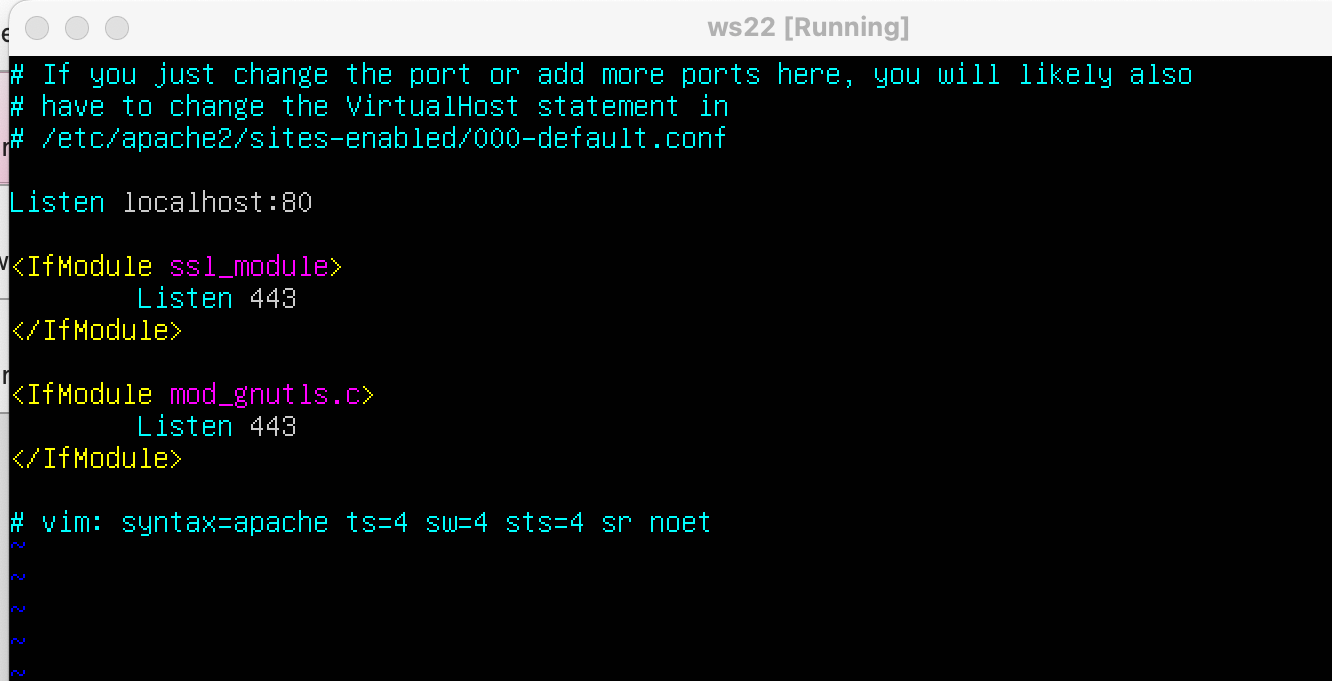 ws22 [Running]
# If you just change the port or add more ports here, you will likely also
# have to change the VirtualHost statement in
# /etc/apache2/sites-enabled/000-default.conf
Listen localhost:80
<IfModule ssl_module>
        Listen 443
</IfModule>
<IfModule mod_gnutls.c>
        Listen 443
</IfModule>
# vim: syntax=apache ts=4 sw=4 sts=4 sr noet
~
~
~
~
~